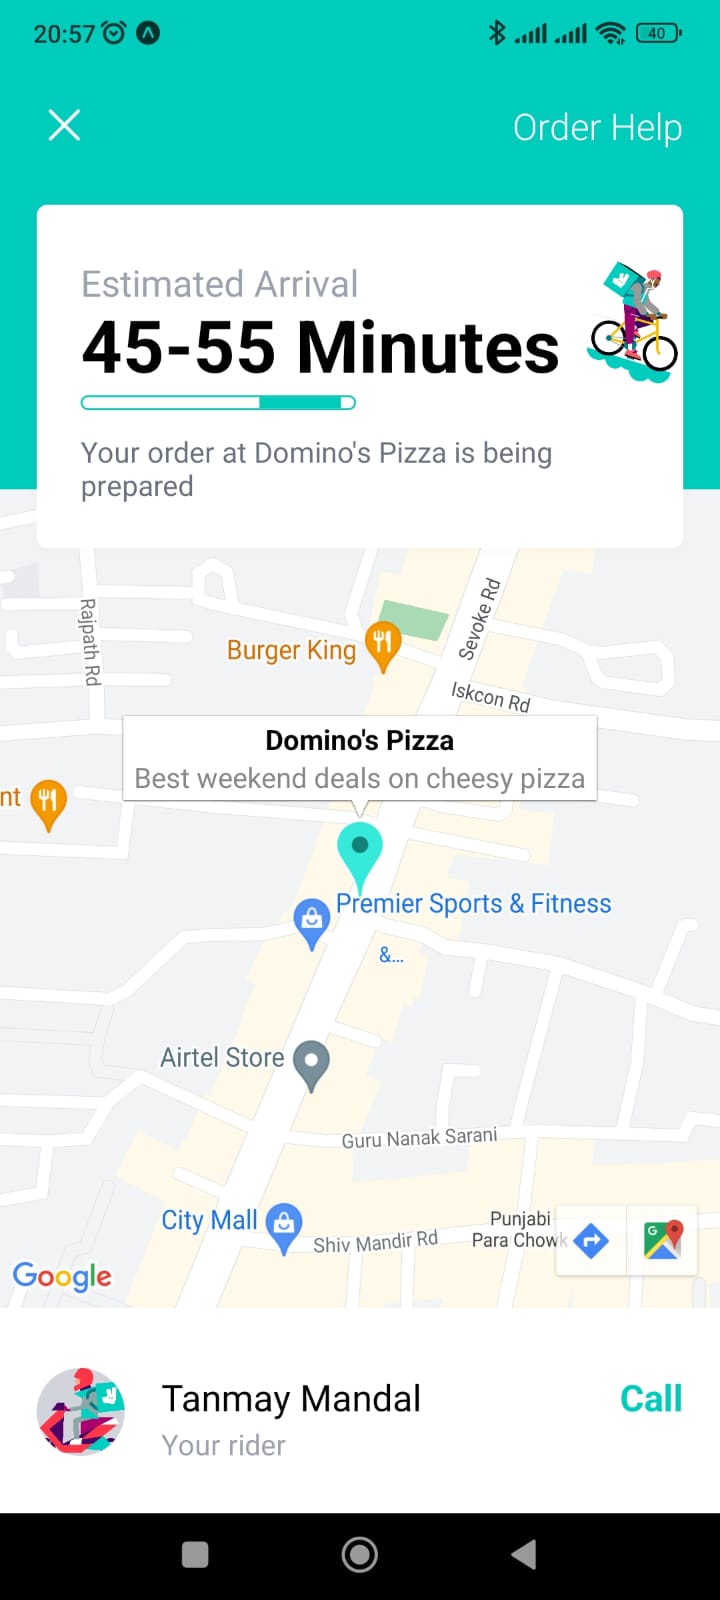 20:57
40
Order Help
Estimated Arrival
45-55 Minutes
Your order at Domino's Pizza is being
prepared
Sevoke Rd
Rajpath Rd
Burger King
Iskcon Rd
Domino's Pizza
Best weekend deals on cheesy pizza
nt
Premier Sports & Fitness
&...
Airtel Store
Guru Nanak Sarani
City Mall
Shiv Mandir Rd
Punjabi
Para Chowk
G
Google
Tanmay Mandal
Call
Your rider